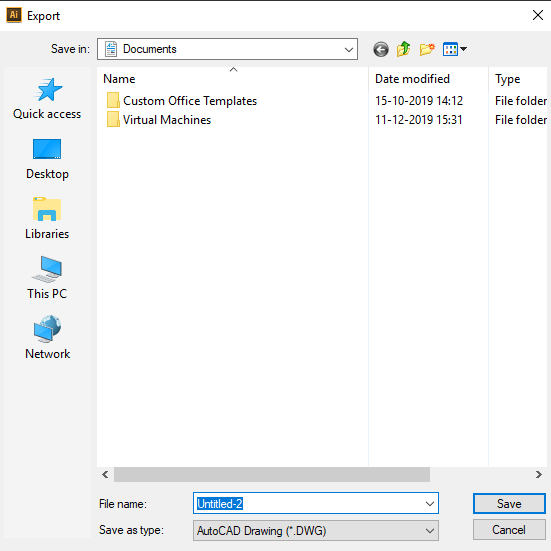 Ai Export
Save in: Documents
Name Date modified Type
Custom Office Templates 15-10-2019 14:12 File folder
Virtual Machines 11-12-2019 15:31 File folder
Quick access
Desktop
Libraries
This PC
Network
File name: Untitled-2 Save
Save as type: AutoCAD Drawing (*.DWG) Cancel